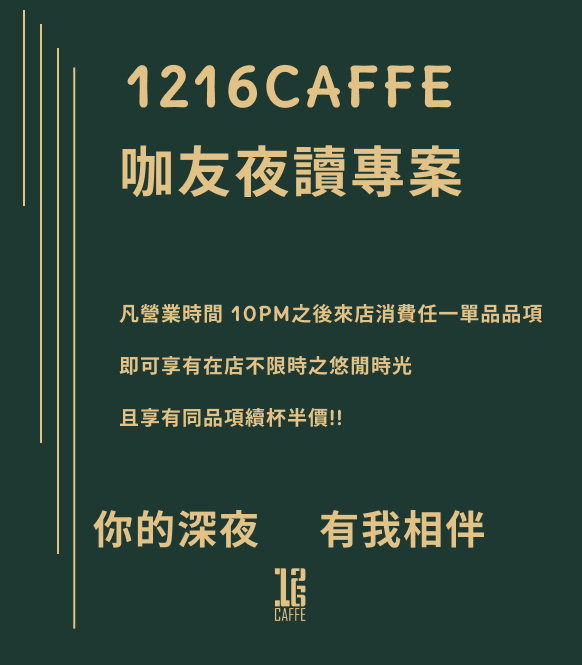 1216CAFFE
咖友夜讀專案
凡營業時間 10PM之後來店消費任一單品品項
即可享有在店不限時之悠閒時光
且享有同品項續杯半價!!
你的深夜 有我相伴
1216
CAFFE